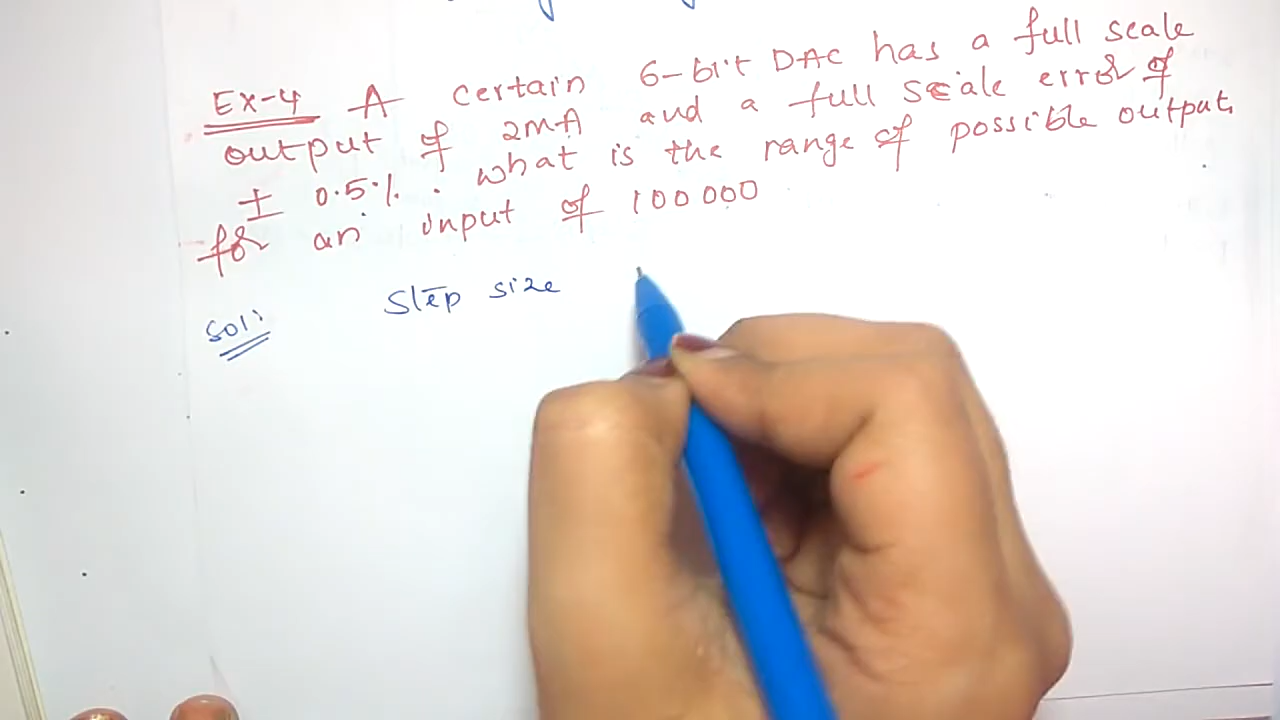 Ex-4 A certain 6-bit DAC has a full scale
output of 2mA and a full scale error of
± 0.5%. what is the range of possible output
for an input of 100000
Sol: Step size